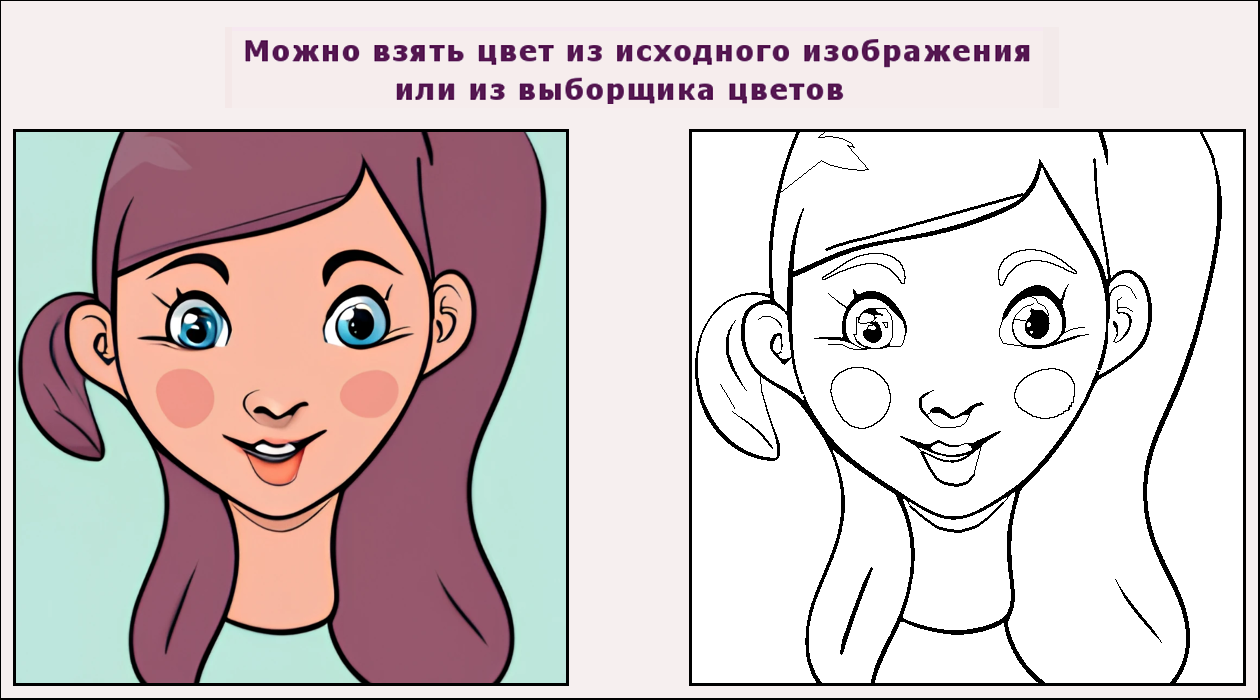 Можно взять цвет из исходного изображения
или из выборщика цветов